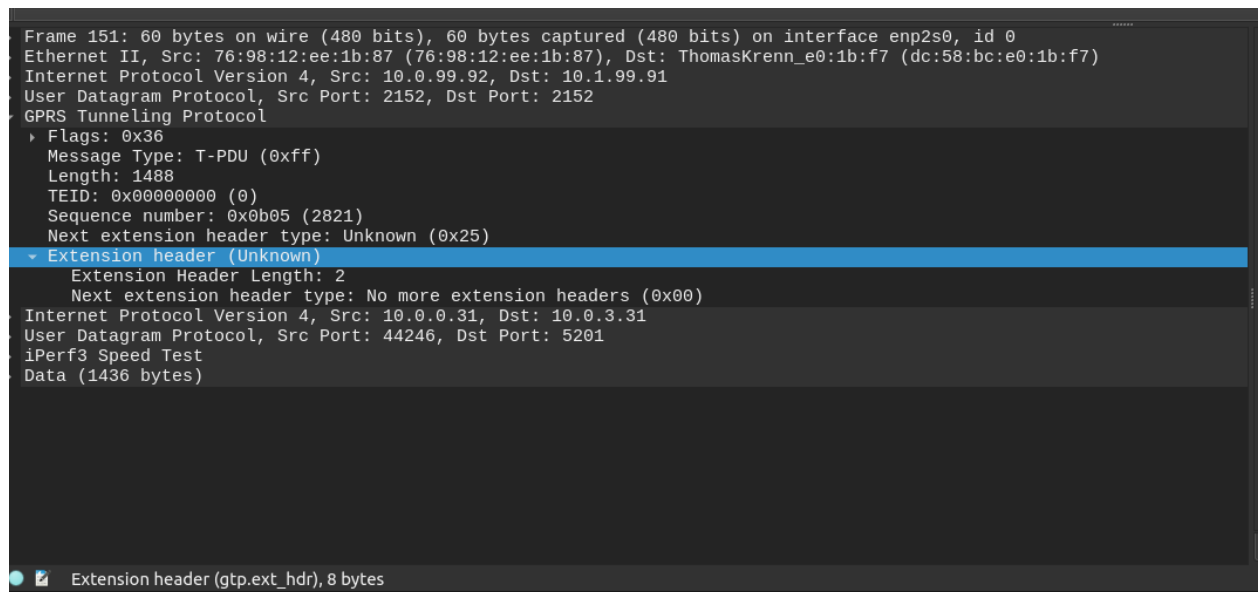 Frame 151: 60 bytes on wire (480 bits), 60 bytes captured (480 bits) on interface enp2s0, id 0
Ethernet II, Src: 76:98:12:ee:1b:87 (76:98:12:ee:1b:87), Dst: ThomasKrenn_e0:1b:f7 (dc:58:bc:e0:1b:f7)
Internet Protocol Version 4, Src: 10.0.99.92, Dst: 10.1.99.91
User Datagram Protocol, Src Port: 2152, Dst Port: 2152
GPRS Tunneling Protocol
Flags: 0x36
Message Type: T-PDU (0xff)
Length: 1488
TEID: 0x00000000 (0)
Sequence number: 0x0b05 (2821)
Next extension header type: Unknown (0x25)
Extension header (Unknown)
Extension Header Length: 2
Next extension header type: No more extension headers (0x00)
Internet Protocol Version 4, Src: 10.0.0.31, Dst: 10.0.3.31
User Datagram Protocol, Src Port: 44246, Dst Port: 5201
iPerf3 Speed Test
Data (1436 bytes)
Extension header (gtp.ext_hdr), 8 bytes